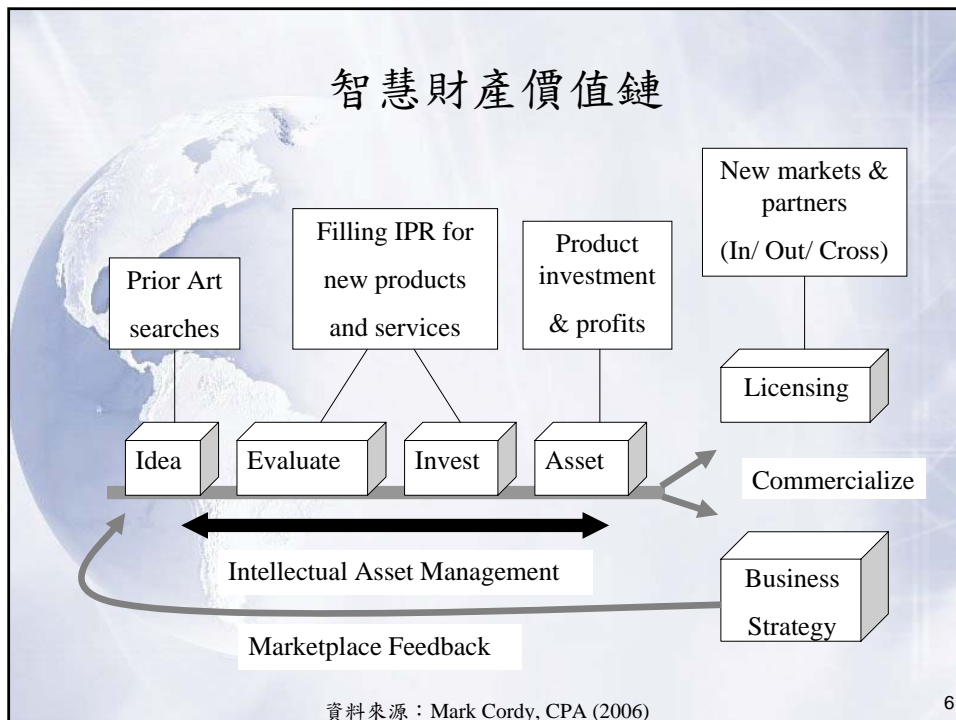 智慧財產價值鏈
New markets &
partners
(In/ Out/ Cross)
Filling IPR for
new products
and services
Product
investment
& profits
Prior Art
searches
Licensing
Idea
Evaluate
Invest
Asset
Commercialize
Intellectual Asset Management
Business
Strategy
Marketplace Feedback
資料來源：Mark Cordy, CPA (2006)
6